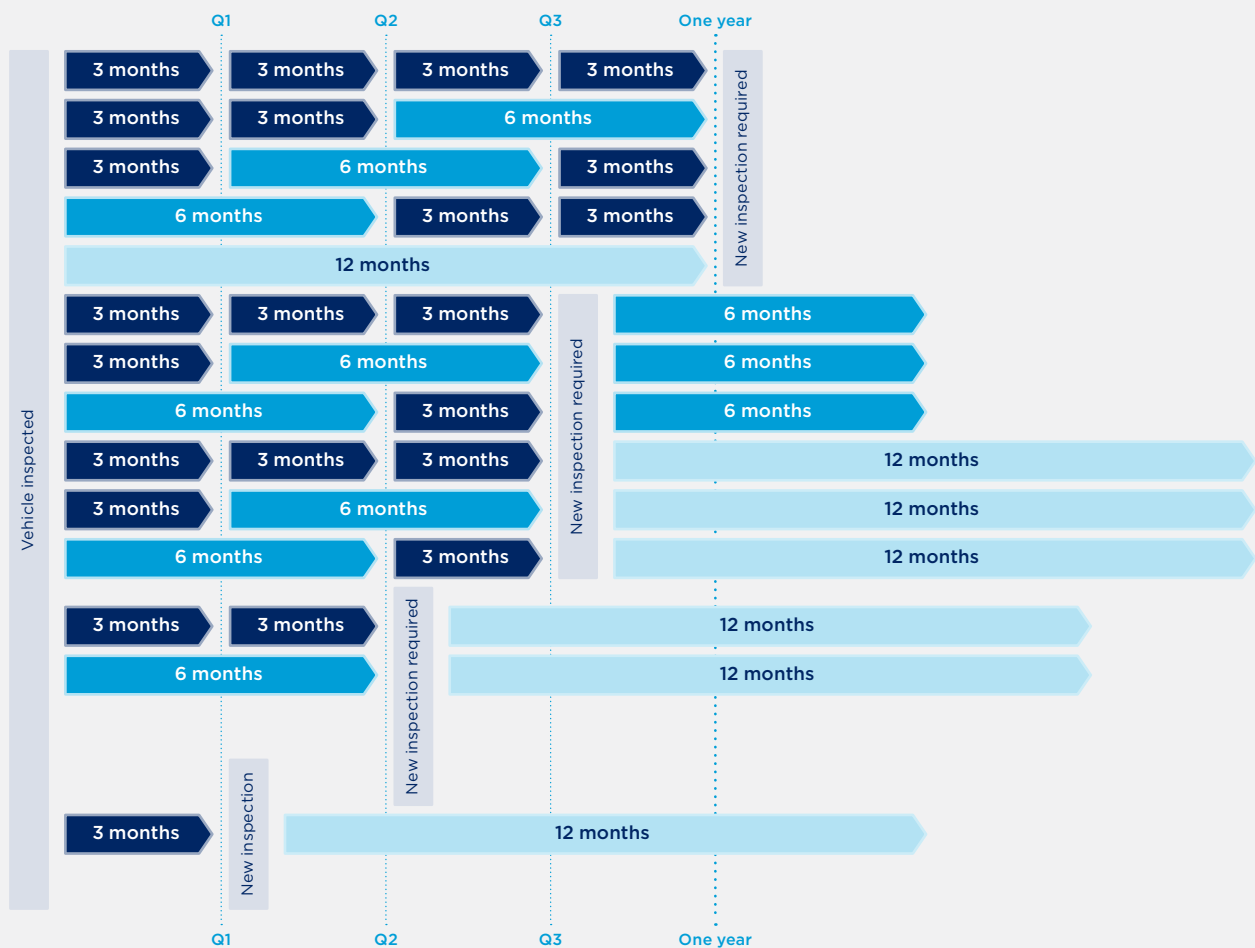 Q1 Q2 Q3 One year
Vehicle inspected
3 months 3 months 3 months 3 months
3 months 3 months 6 months
3 months 6 months 3 months
6 months 3 months 3 months
12 months
New inspection required
3 months 3 months 3 months 6 months
3 months 6 months 6 months
6 months 3 months 6 months
3 months 3 months 3 months 12 months
3 months 6 months 12 months
6 months 3 months 12 months
New inspection required
3 months 3 months 12 months
6 months 12 months
New inspection required
3 months 12 months
New inspection
Q1 Q2 Q3 One year